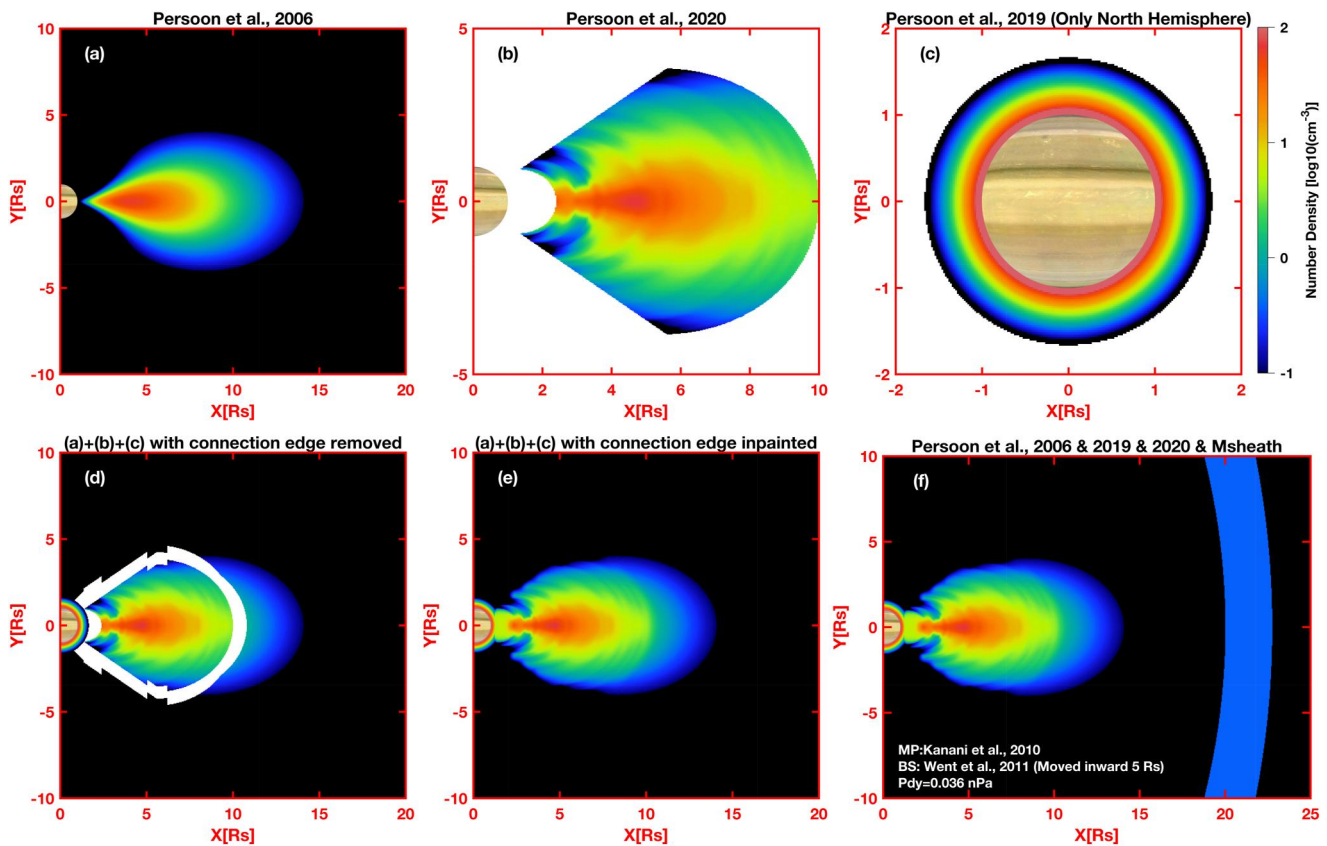 Persoon et al., 2006
(a)
10
5
0
-5
-10
Y[Rs]
0 5 10 15 20
X[Rs]
Persoon et al., 2020
(b)
5
0
-5
Y[Rs]
0 2 4 6 8 10
X[Rs]
Persoon et al., 2019 (Only North Hemisphere)
(c)
2
1
0
-1
-2
Y[Rs]
-2 -1 0 1 2
X[Rs]
2
1
0
-1
Number Density [log10(cm-3)]
(a)+(b)+(c) with connection edge removed
(d)
10
5
0
-5
-10
Y[Rs]
0 5 10 15 20
X[Rs]
(a)+(b)+(c) with connection edge inpainted
(e)
10
5
0
-5
-10
Y[Rs]
0 5 10 15 20
X[Rs]
Persoon et al., 2006 & 2019 & 2020 & Msheath
(f)
10
5
0
-5
-10
Y[Rs]
MP:Kanani et al., 2010
BS: Went et al., 2011 (Moved inward 5 Rs)
Pdy=0.036 nPa
0 5 10 15 20 25
X[Rs]